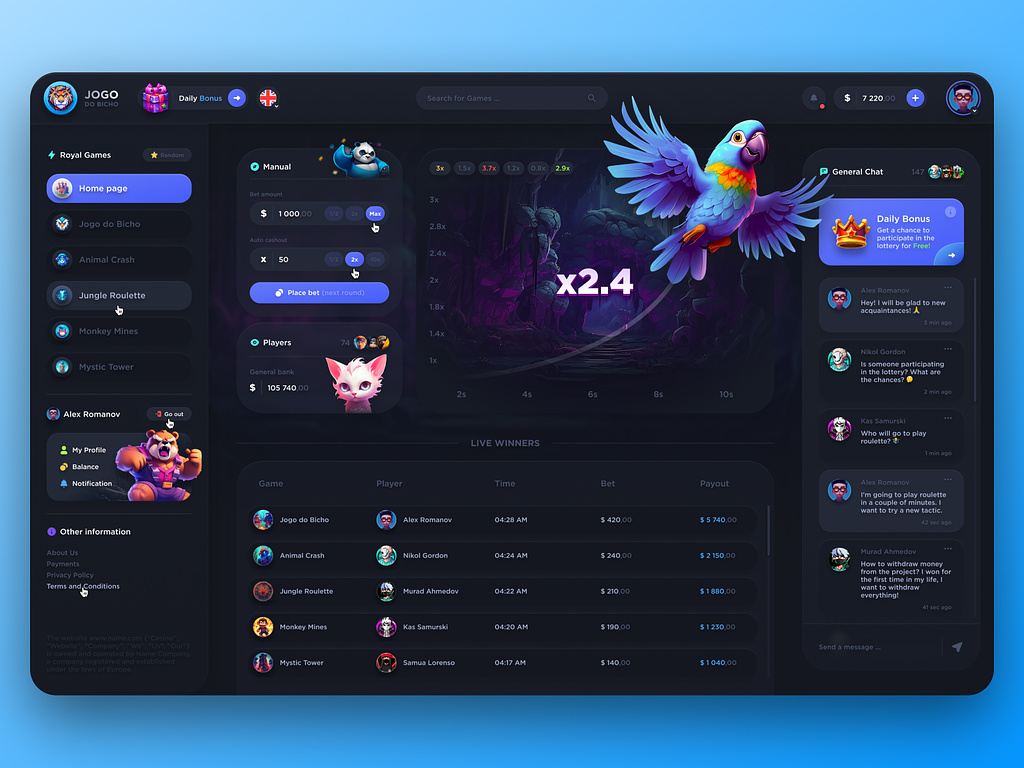 JOGO
DO BICHO
Daily Bonus
Search for Games ...
$ 7 220,00
Royal Games
Random
Home page
Jogo do Bicho
Animal Crash
Jungle Roulette
Monkey Mines
Mystic Tower
Alex Romanov
Go out
My Profile
Balance
Notification
Other information
About Us
Payments
Privacy Policy
Terms and Conditions
Manual
Bet amount
$ 1 000,00
1/2 2x Max
Auto cashout
X 50
2x
Place bet (next round)
Players 74
General bank
$ 105 740,00
3x 1.5x 3.7x 1.2x 0.8x 2.9x
3x
2.8x
2.4x
2x
1.8x
1.4x
1x
x2.4
2s 4s 6s 8s 10s
LIVE WINNERS
Game Player Time Bet Payout
Jogo do Bicho Alex Romanov 04:28 AM $ 420,00 $ 5 740,00
Animal Crash Nikol Gordon 04:24 AM $ 240,00 $ 2 150,00
Jungle Roulette Murad Ahmedov 04:22 AM $ 210,00 $ 1 880,00
Monkey Mines Kas Samurski 04:20 AM $ 190,00 $ 1 230,00
Mystic Tower Samua Lorenso 04:17 AM $ 140,00 $ 1 040,00
General Chat 147
Daily Bonus
Get a chance to
participate in the
lottery for Free!
Alex Romanov
Hey! I will be glad to new
acquaintances! 🙏
3 min ago
Nikol Gordon
Is someone participating
in the lottery? What are
the chances? 🤔
2 min ago
Kas Samurski
Who will go to play
roulette?
1 min ago
Alex Romanov
I'm going to play roulette
in a couple of minutes. I
want to try a new tactic.
42 sec ago
Murad Ahmedov
How to withdraw money
from the project? I won for
the first time in my life, I
want to withdraw
everything!
41 sec ago
Send a message ...